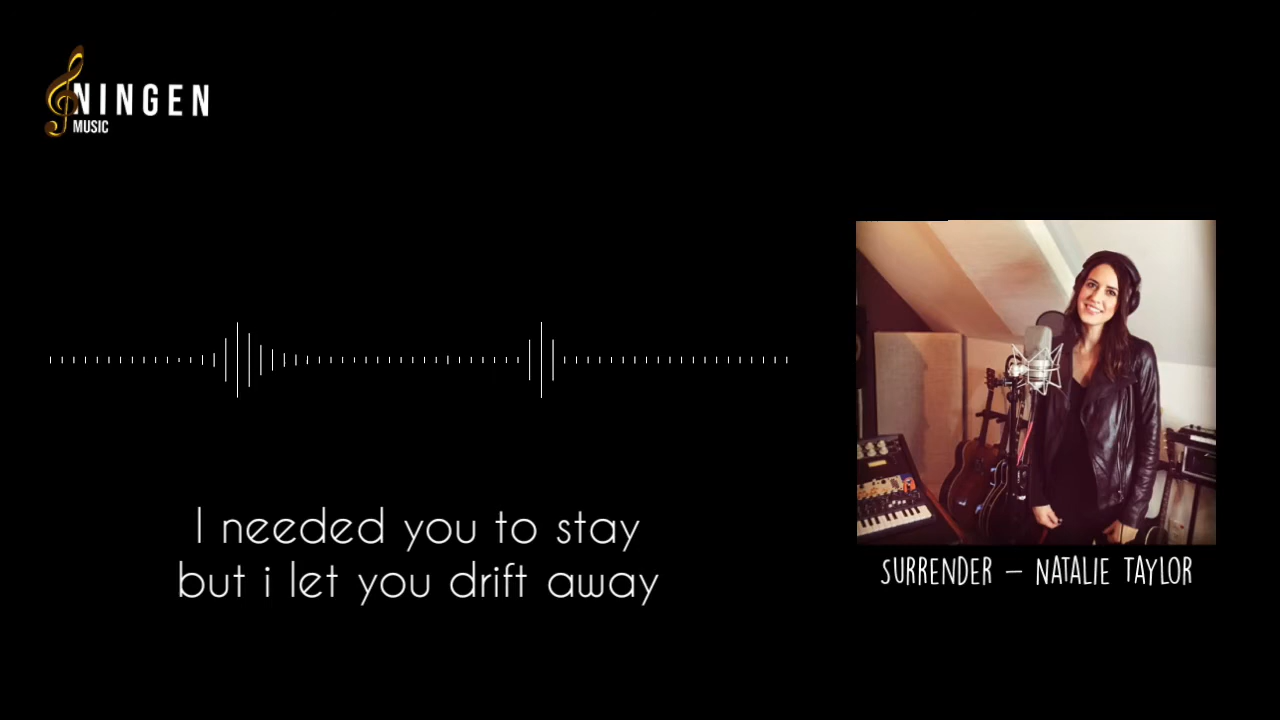 NINGEN
MUSIC
I needed you to stay
but i let you drift away
SURRENDER – NATALIE TAYLOR